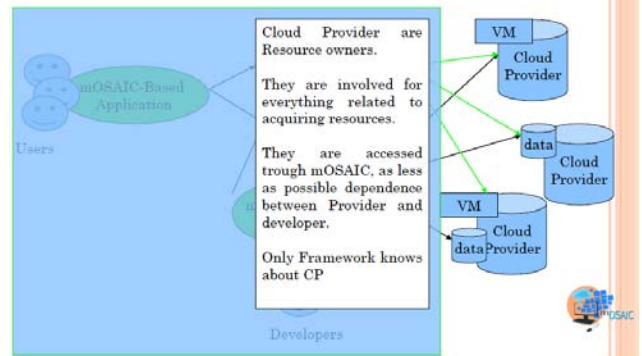 Cloud Provider are
Resource owners.
They are involved for
everything related to
acquiring resources.
They are accessed
trough mOSAIC, as less
as possible dependence
between Provider and
developer.
Only Framework knows
about CP
mOSAIC-Based
Application
Users
Developers
VM
Cloud
Provider
data
Cloud
Provider
VM
Cloud
Provider
data
mOSAIC